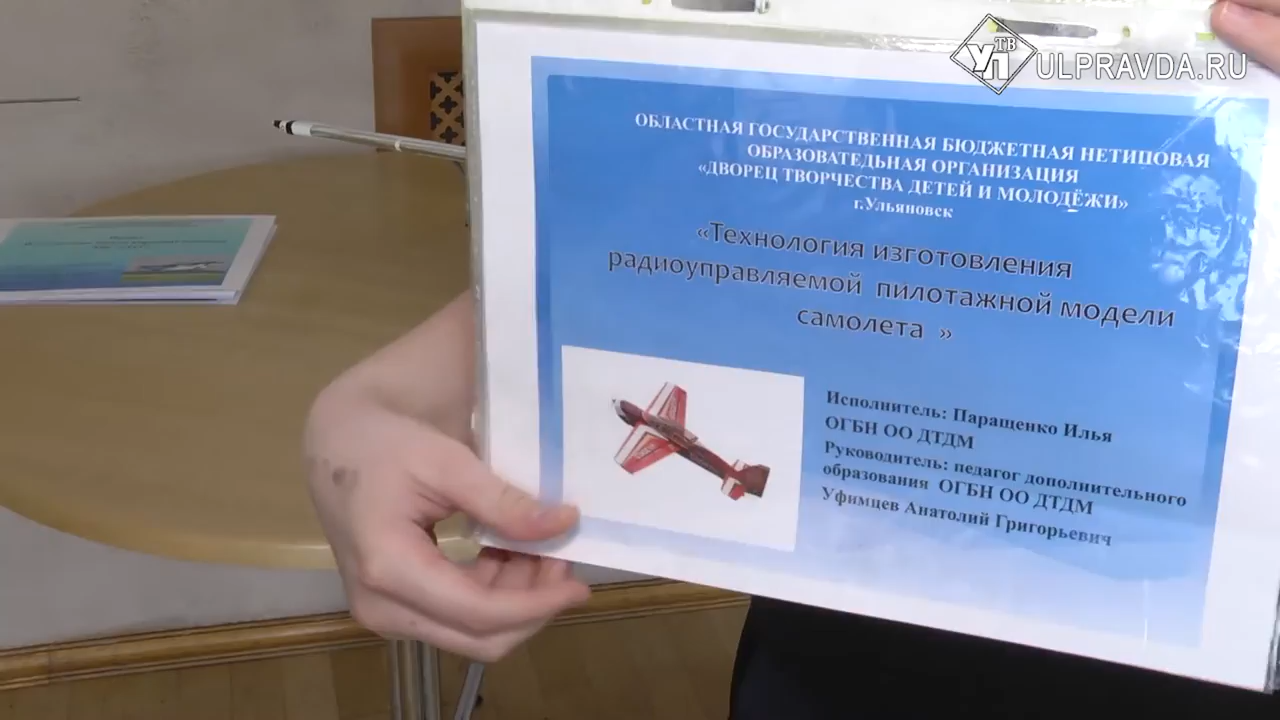 УП ТВ ULPRAVDA.RU
ОБЛАСТНАЯ ГОСУДАРСТВЕННАЯ БЮДЖЕТНАЯ НЕТИПОВАЯ
ОБРАЗОВАТЕЛЬНАЯ ОРГАНИЗАЦИЯ
«ДВОРЕЦ ТВОРЧЕСТВА ДЕТЕЙ И МОЛОДЁЖИ»
г.Ульяновск
«Технология изготовления
радиоуправляемой пилотажной модели
самолета »
Исполнитель: Паращенко Илья
ОГБН ОО ДТДМ
Руководитель: педагог дополнительного
образования ОГБН ОО ДТДМ
Уфимцев Анатолий Григорьевич